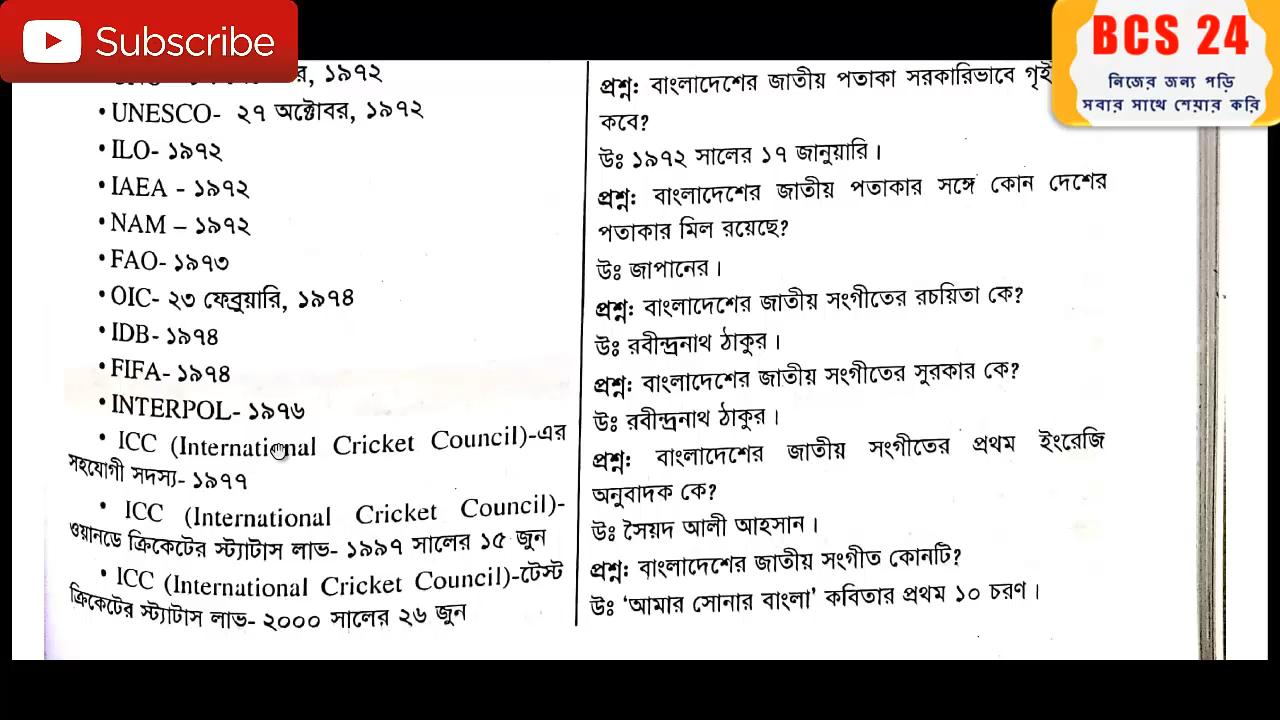 Subscribe
BCS 24
নিজের জন্য পড়ি
সবার সাথে শেয়ার করি
১৯৭২
• UNESCO- ২৭ অক্টোবর, ১৯৭২
• ILO- ১৯৭২
• IAEA - ১৯৭২
• NAM – ১৯৭২
• FAO- ১৯৭৩
• OIC- ২৩ ফেব্রুয়ারি, ১৯৭৪
• IDB- ১৯৭৪
• FIFA- ১৯৭৪
• INTERPOL- ১৯৭৬
• ICC (International Cricket Council)-এর
সহযোগী সদস্য- ১৯৭৭
• ICC (International Cricket Council)-
ওয়ানডে ক্রিকেটের স্ট্যাটাস লাভ- ১৯৯৭ সালের ১৫ জুন
• ICC (International Cricket Council)-টেস্ট
ক্রিকেটের স্ট্যাটাস লাভ- ২০০০ সালের ২৬ জুন
প্রশ্ন: বাংলাদেশের জাতীয় পতাকা সরকারিভাবে
কবে?
উঃ ১৯৭২ সালের ১৭ জানুয়ারি।
প্রশ্ন: বাংলাদেশের জাতীয় পতাকার সঙ্গে কোন দেশের
পতাকার মিল রয়েছে?
উঃ জাপানের।
প্রশ্ন: বাংলাদেশের জাতীয় সংগীতের রচয়িতা কে?
উঃ রবীন্দ্রনাথ ঠাকুর।
প্রশ্ন: বাংলাদেশের জাতীয় সংগীতের সুরকার কে?
উঃ রবীন্দ্রনাথ ঠাকুর।
প্রশ্ন: বাংলাদেশের জাতীয় সংগীতের প্রথম ইংরেজি
অনুবাদক কে?
উঃ সৈয়দ আলী আহসান।
প্রশ্ন: বাংলাদেশের জাতীয় সংগীত কোনটি?
উঃ ‘আমার সোনার বাংলা’ কবিতার প্রথম ১০ চরণ।